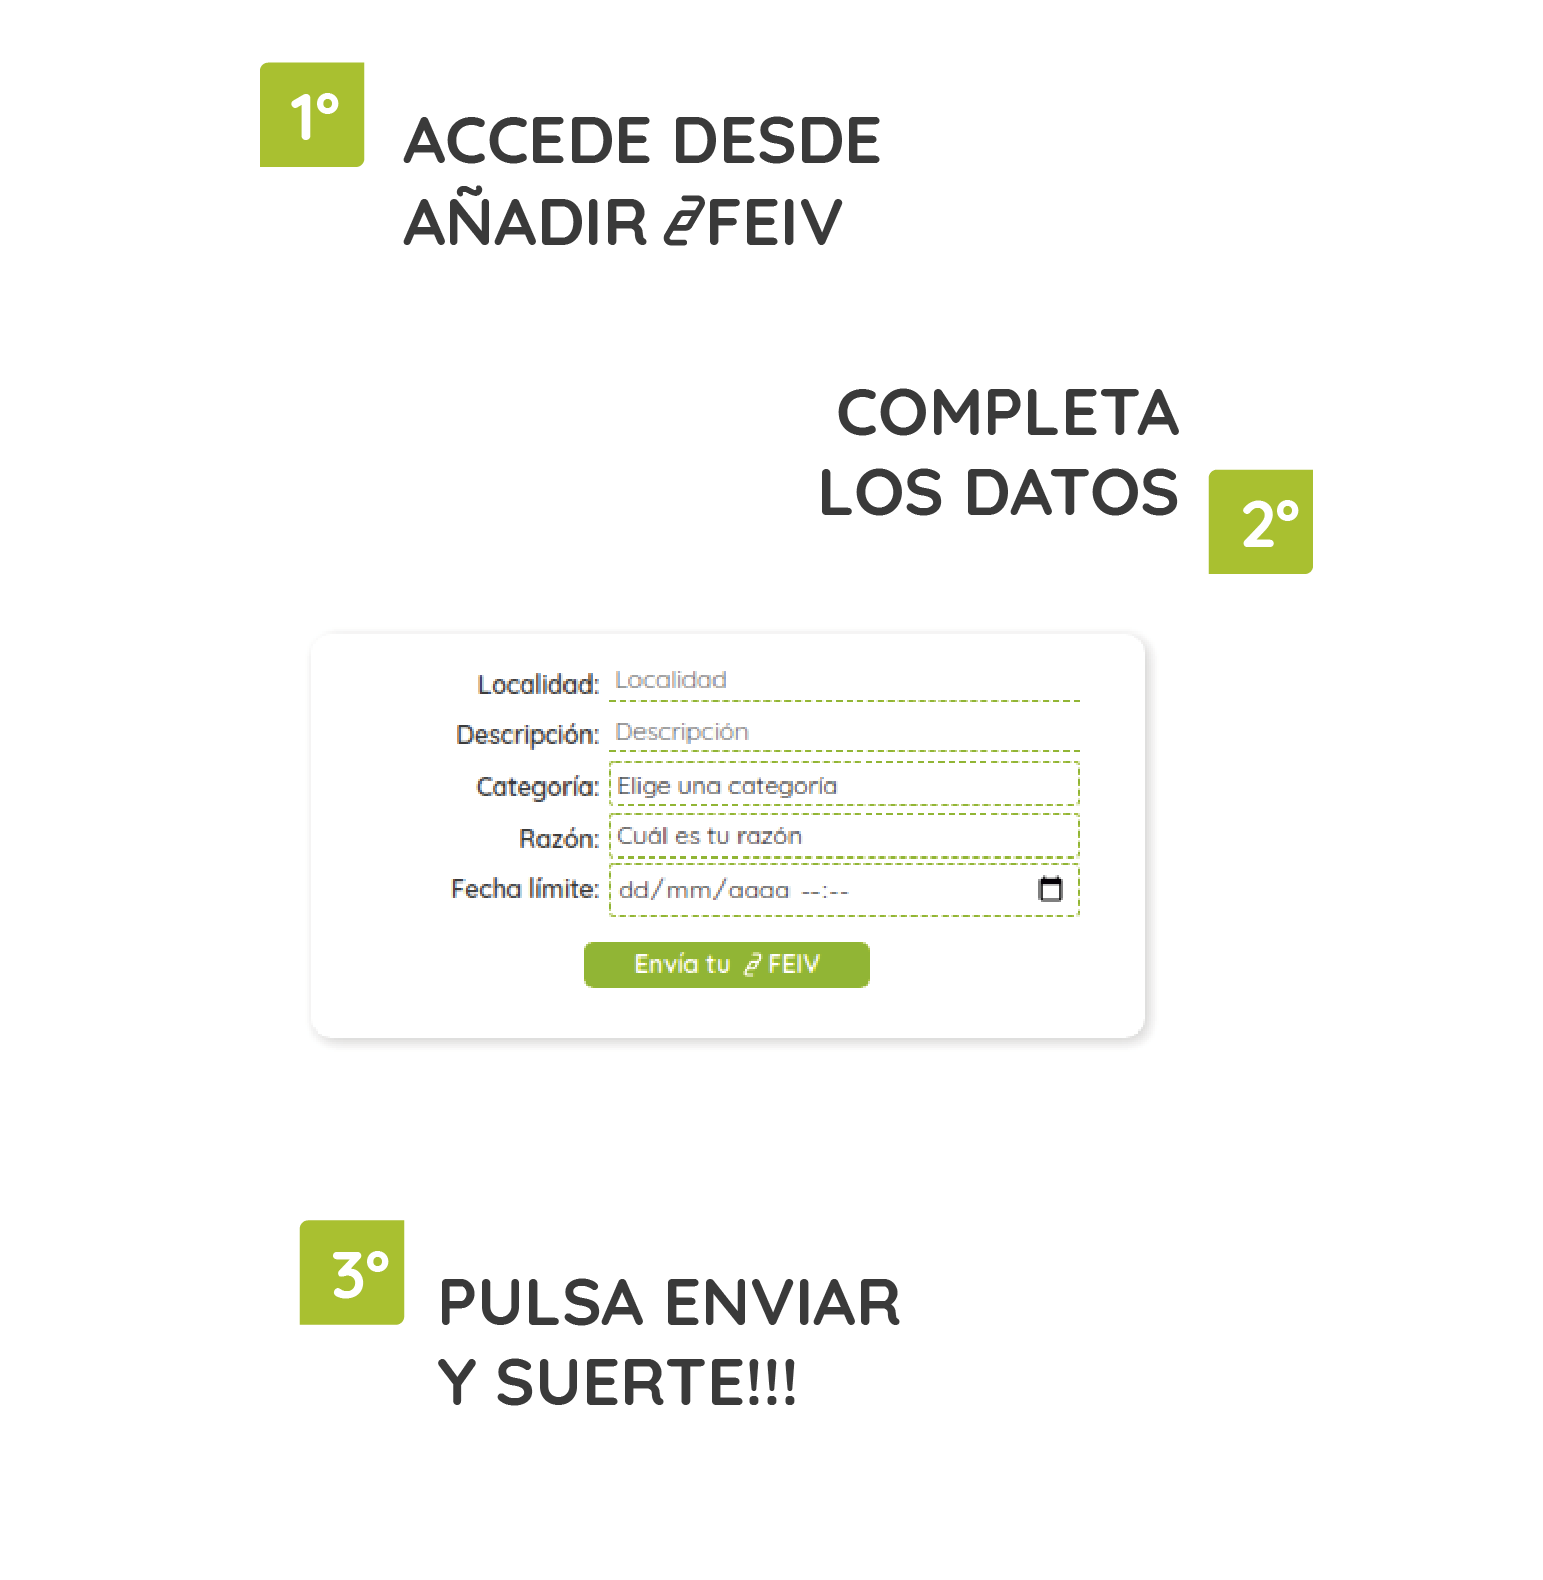 1º
ACCEDE DESDE
AÑADIR FEIV
COMPLETA
LOS DATOS
2º
Localidad: Localidad
Descripción: Descripción
Categoría: Elige una categoría
Razón: Cuál es tu razón
Fecha límite: dd/mm/aaaa --:--
Envía tu FEIV
3º
PULSA ENVIAR
Y SUERTE!!!